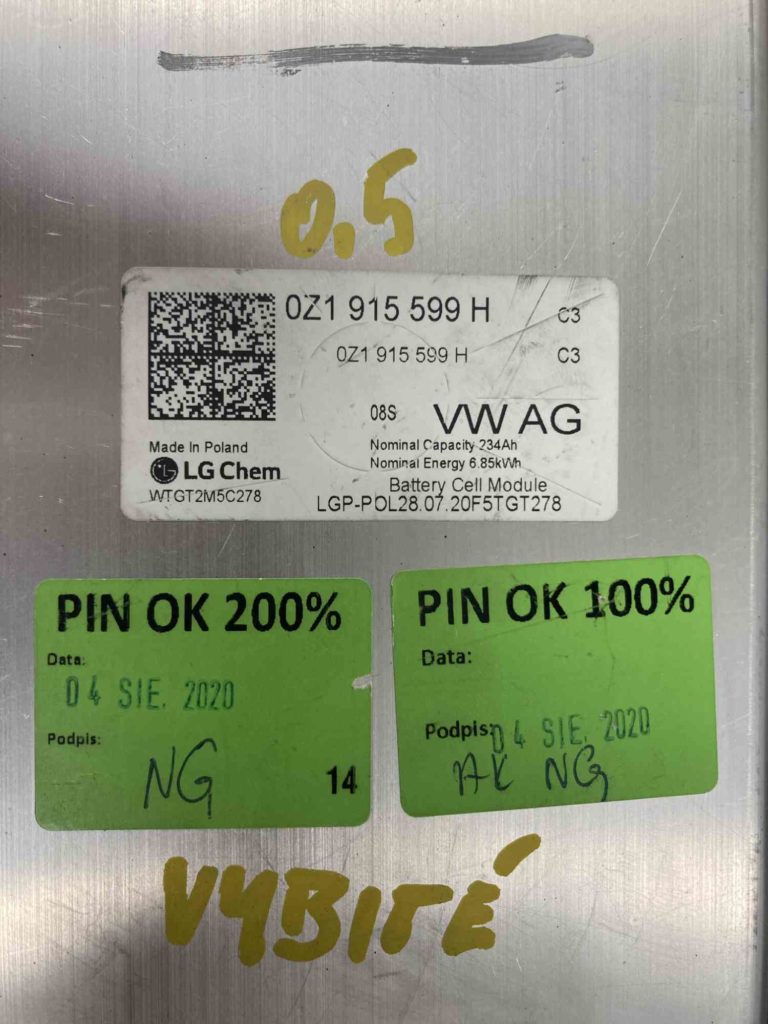 0.5
0Z1 915 599 H C3
0Z1 915 599 H C3
08S VW AG
Made In Poland
Nominal Capacity 234Ah
LG Chem
Nominal Energy 6.85kWh
WTGT2M5C278
Battery Cell Module
LGP-POL28.07.20F5TGT278
PIN OK 200%
Data:
04 SIE. 2020
Podpis:
NG
14
PIN OK 100%
Data:
Podpis:
04 SIE. 2020
AK NG
VYBITÉ